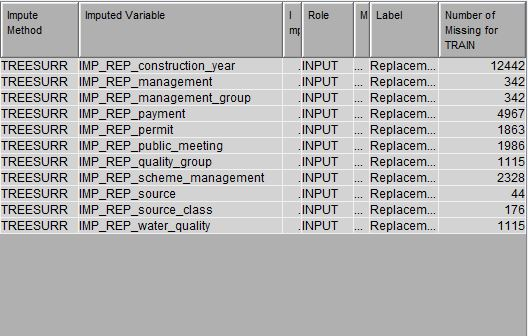 Impute Method Imputed Variable I mp Role M Label Number of Missing for TRAIN
TREESURR IMP_REP_construction_year .INPUT ... Replacem... 12442
TREESURR IMP_REP_management .INPUT ... Replacem... 342
TREESURR IMP_REP_management_group .INPUT ... Replacem... 342
TREESURR IMP_REP_payment .INPUT ... Replacem... 4967
TREESURR IMP_REP_permit .INPUT ... Replacem... 1863
TREESURR IMP_REP_public_meeting .INPUT ... Replacem... 1986
TREESURR IMP_REP_quality_group .INPUT ... Replacem... 1115
TREESURR IMP_REP_scheme_management .INPUT ... Replacem... 2328
TREESURR IMP_REP_source .INPUT ... Replacem... 44
TREESURR IMP_REP_source_class .INPUT ... Replacem... 176
TREESURR IMP_REP_water_quality .INPUT ... Replacem... 1115